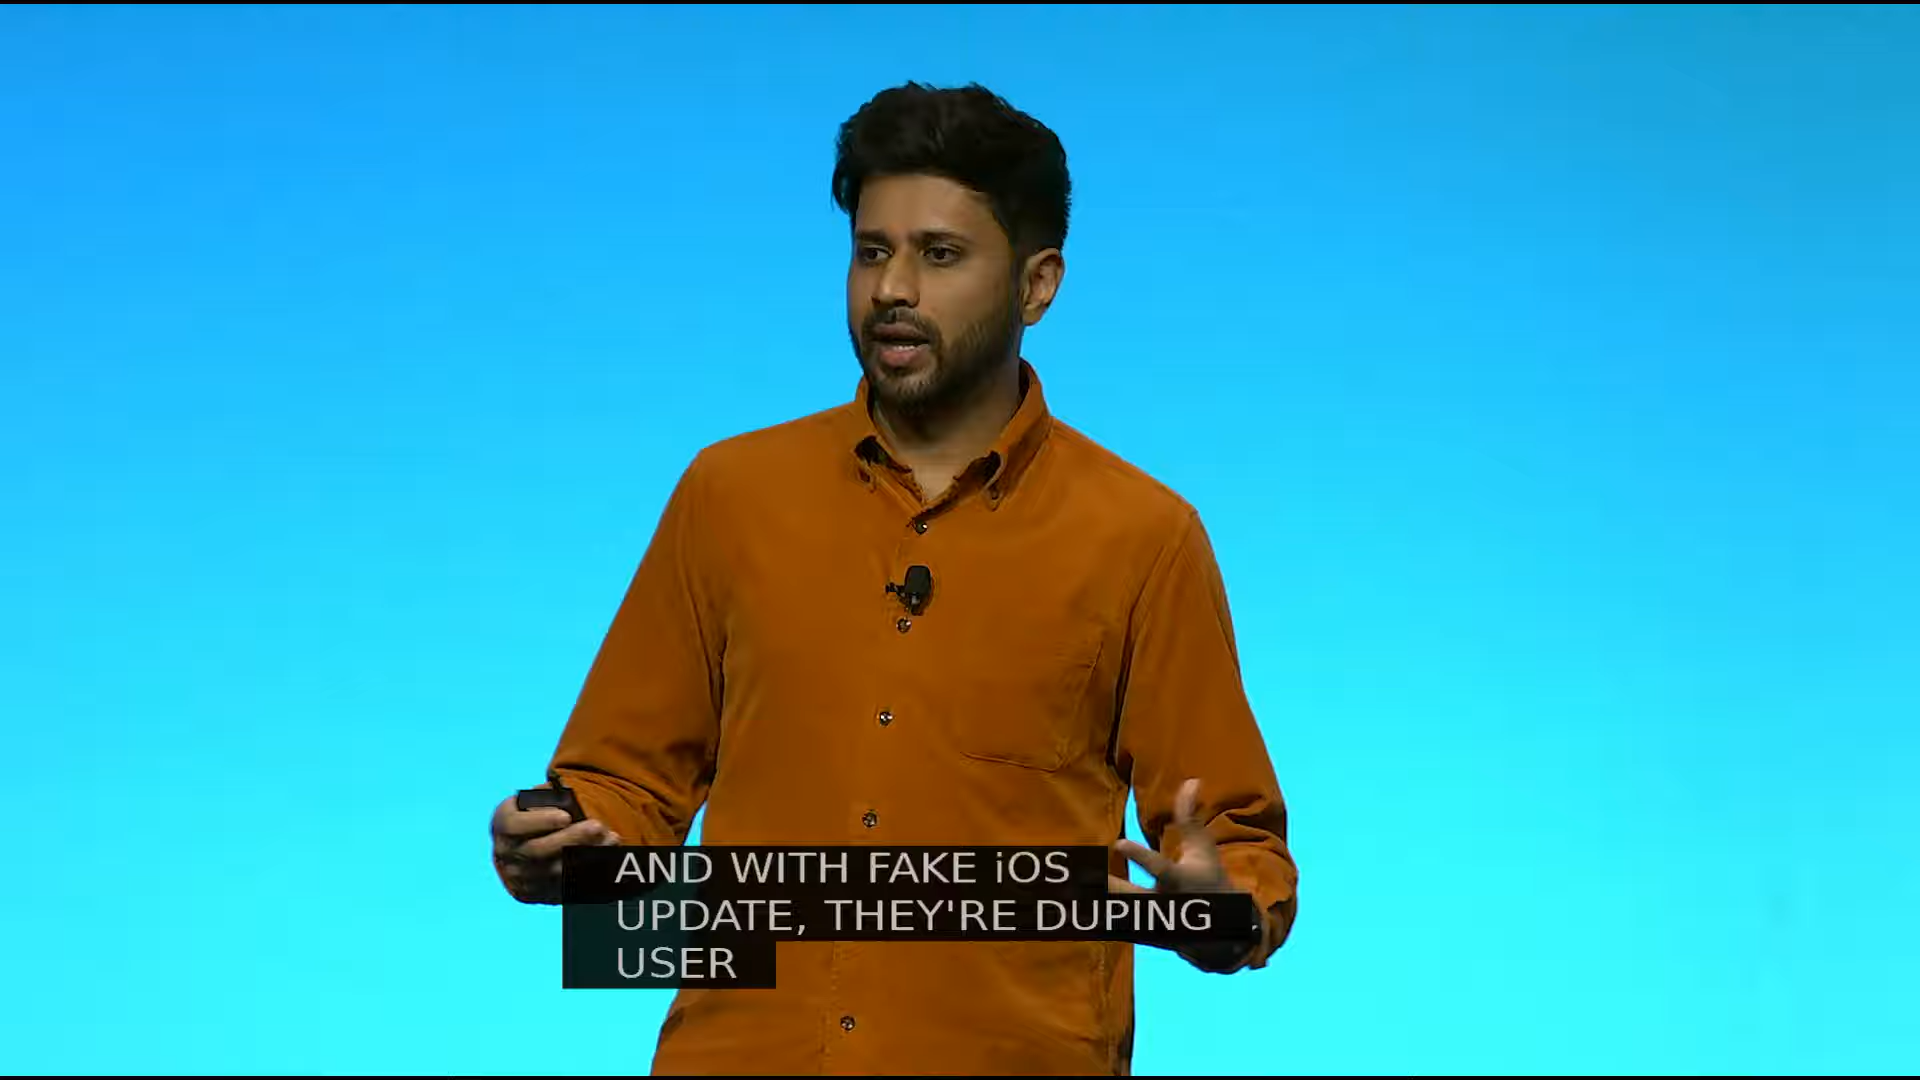 AND WITH FAKE iOS
UPDATE, THEY'RE DUPING
USER